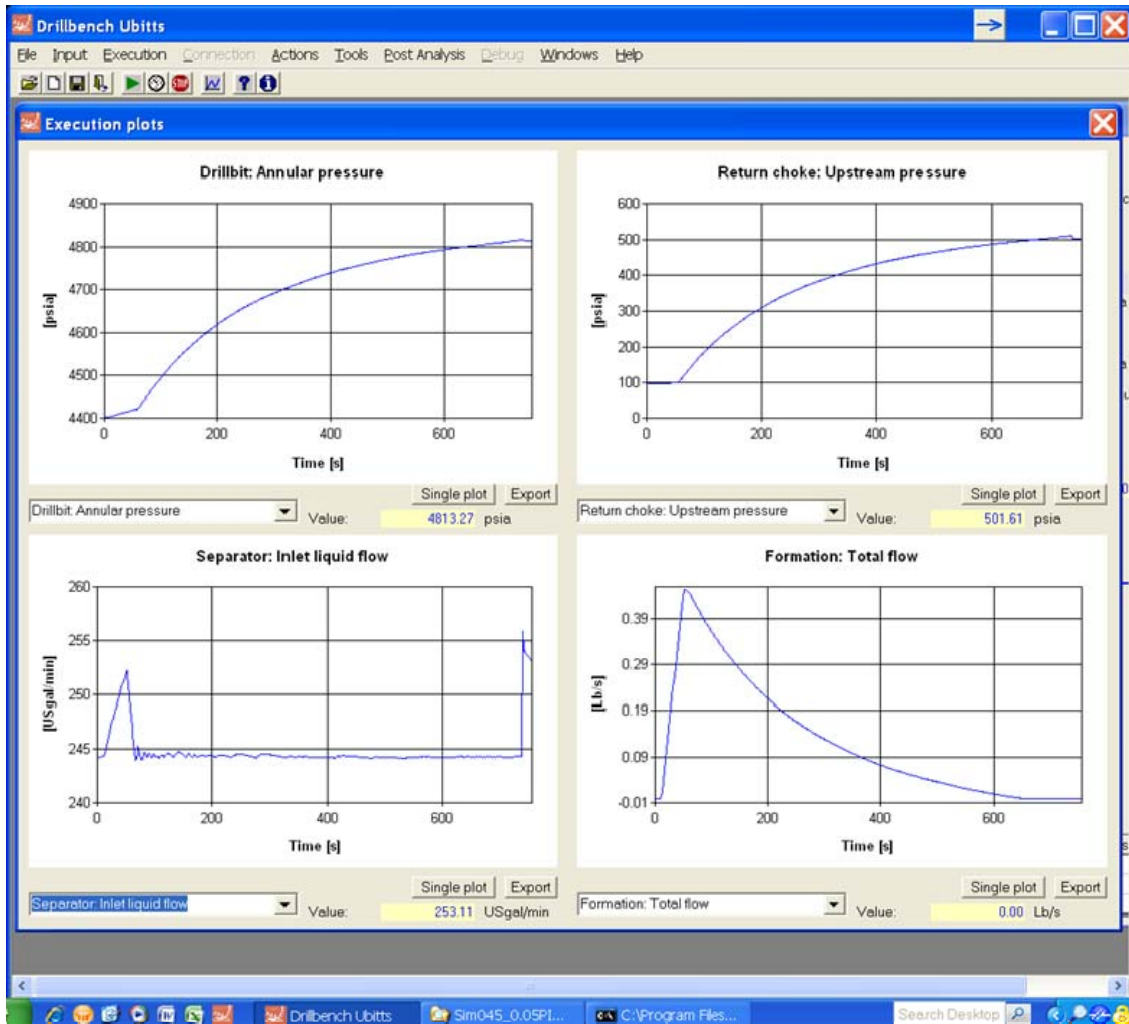 Drillbench Ubitts
File Input Execution Connection Actions Tools Post Analysis Debug Windows Help
STOP
Execution plots
Drillbit: Annular pressure
4900
4800
4700
4600
4500
4400
[psia]
0 200 400 600
Time [s]
Single plot Export
Drillbit: Annular pressure Value: 4813.27 psia
Return choke: Upstream pressure
600
500
400
300
200
100
0
[psia]
0 200 400 600
Time [s]
Single plot Export
Return choke: Upstream pressure Value: 501.61 psia
Separator: Inlet liquid flow
260
255
250
245
240
[USgal/min]
0 200 400 600
Time [s]
Single plot Export
Separator: Inlet liquid flow Value: 253.11 USgal/min
Formation: Total flow
0.39
0.29
0.19
0.09
-0.01
[Lb/s]
0 200 400 600
Time [s]
Single plot Export
Formation: Total flow Value: 0.00 Lb/s
Drillbench Ubitts Sim045_0.05PI... C:\Program Files... Search Desktop